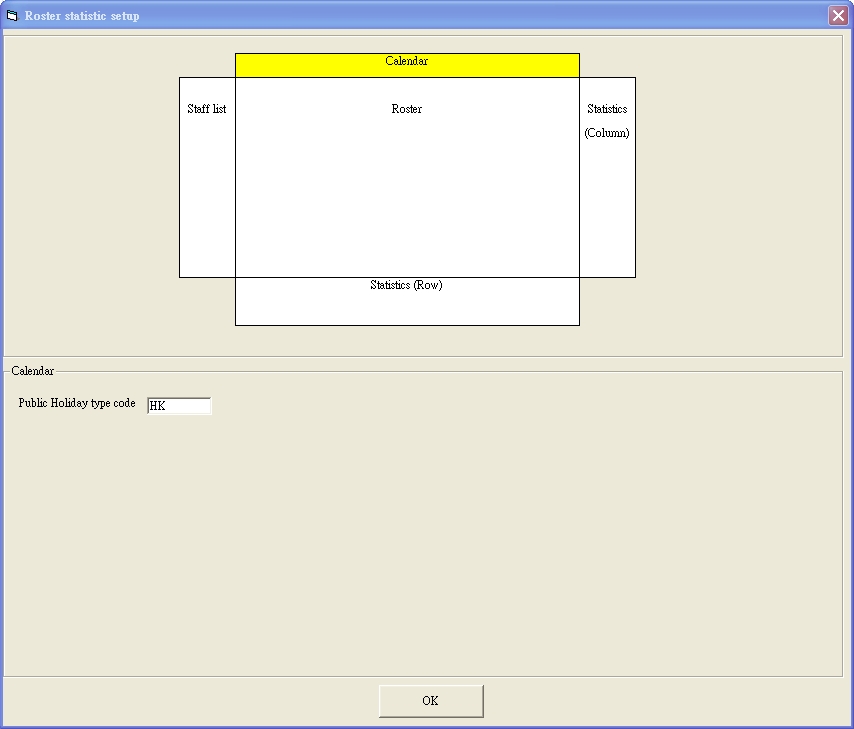 Roster statistic setup
Calendar
Staff list
Roster
Statistics
(Column)
Statistics (Row)
Calendar
Public Holiday type code
HK
OK